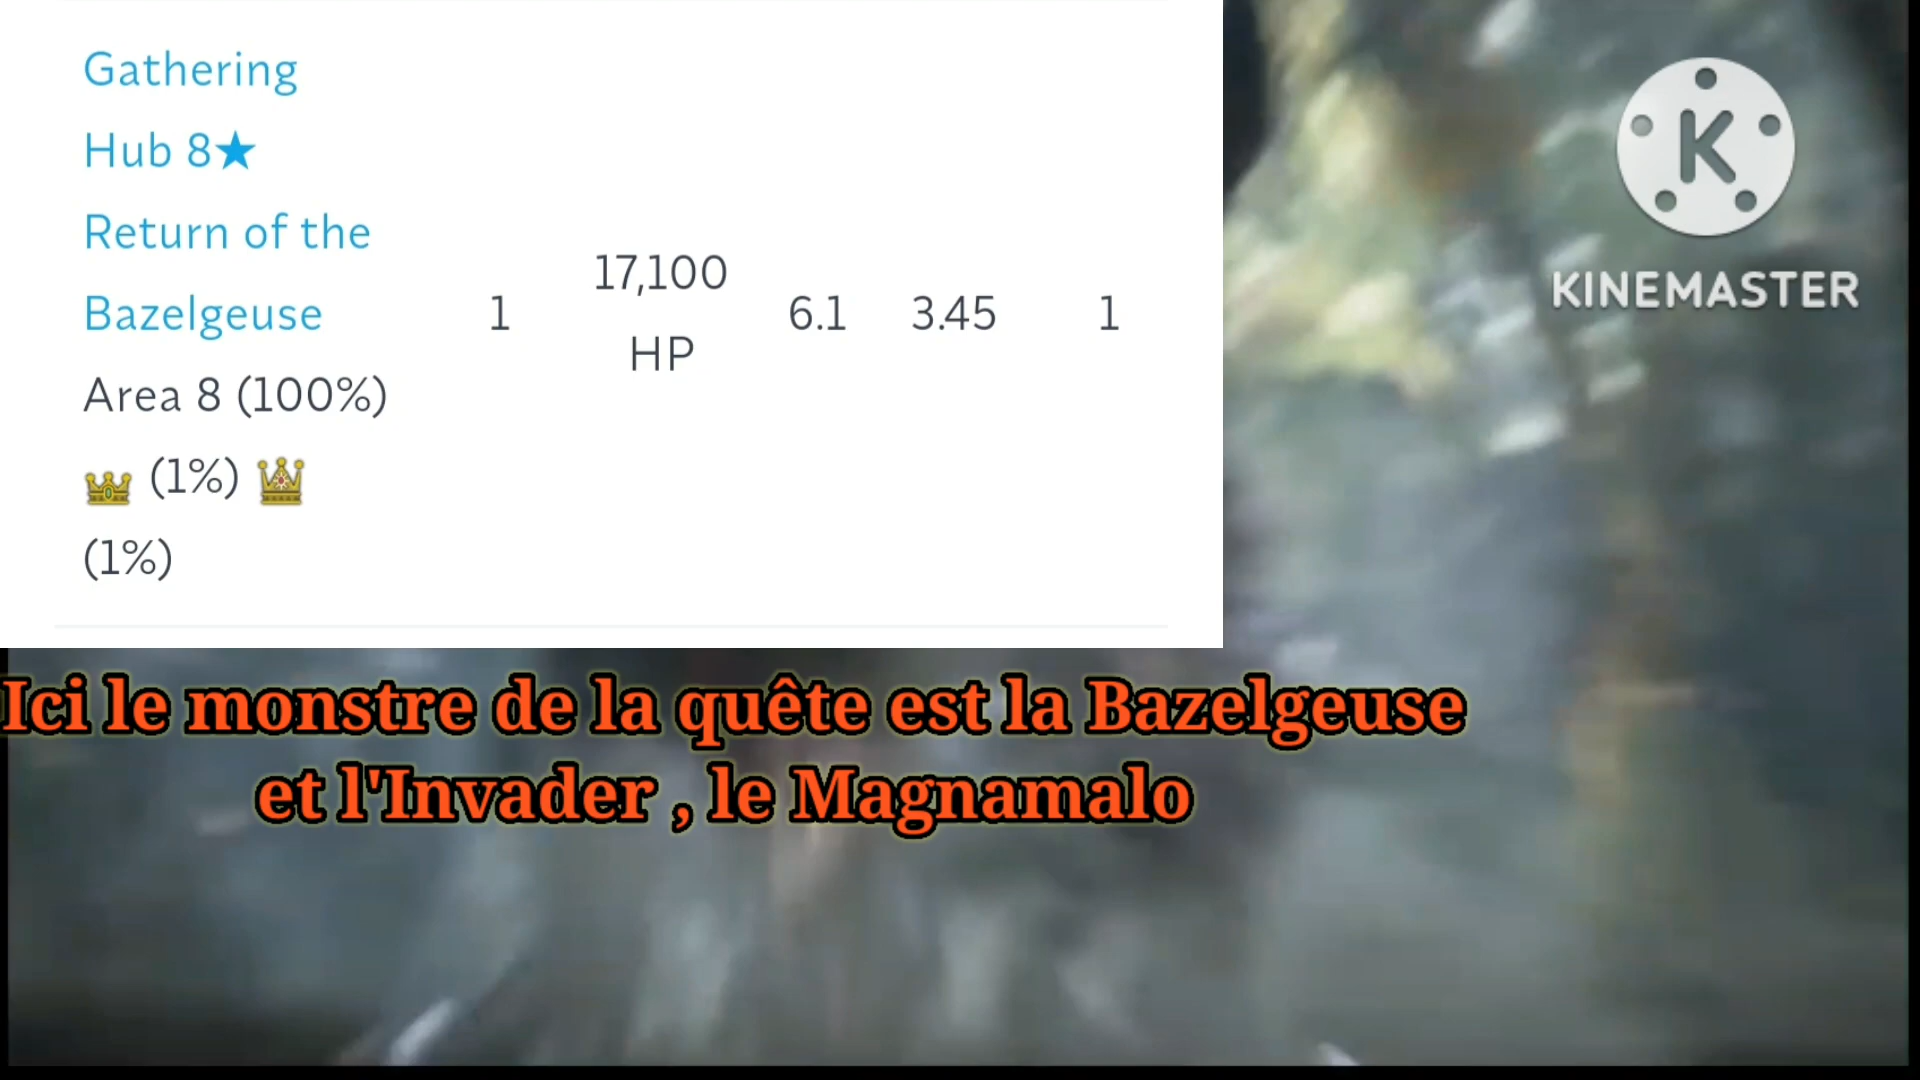 Gathering
Hub 8★
Return of the
Bazelgeuse
Area 8 (100%)
(1%)
(1%)
1
17,100
HP
6.1
3.45
1
K
KINEMASTER
Ici le monstre de la quête est la Bazelgeuse
et l'Invader , le Magnamalo